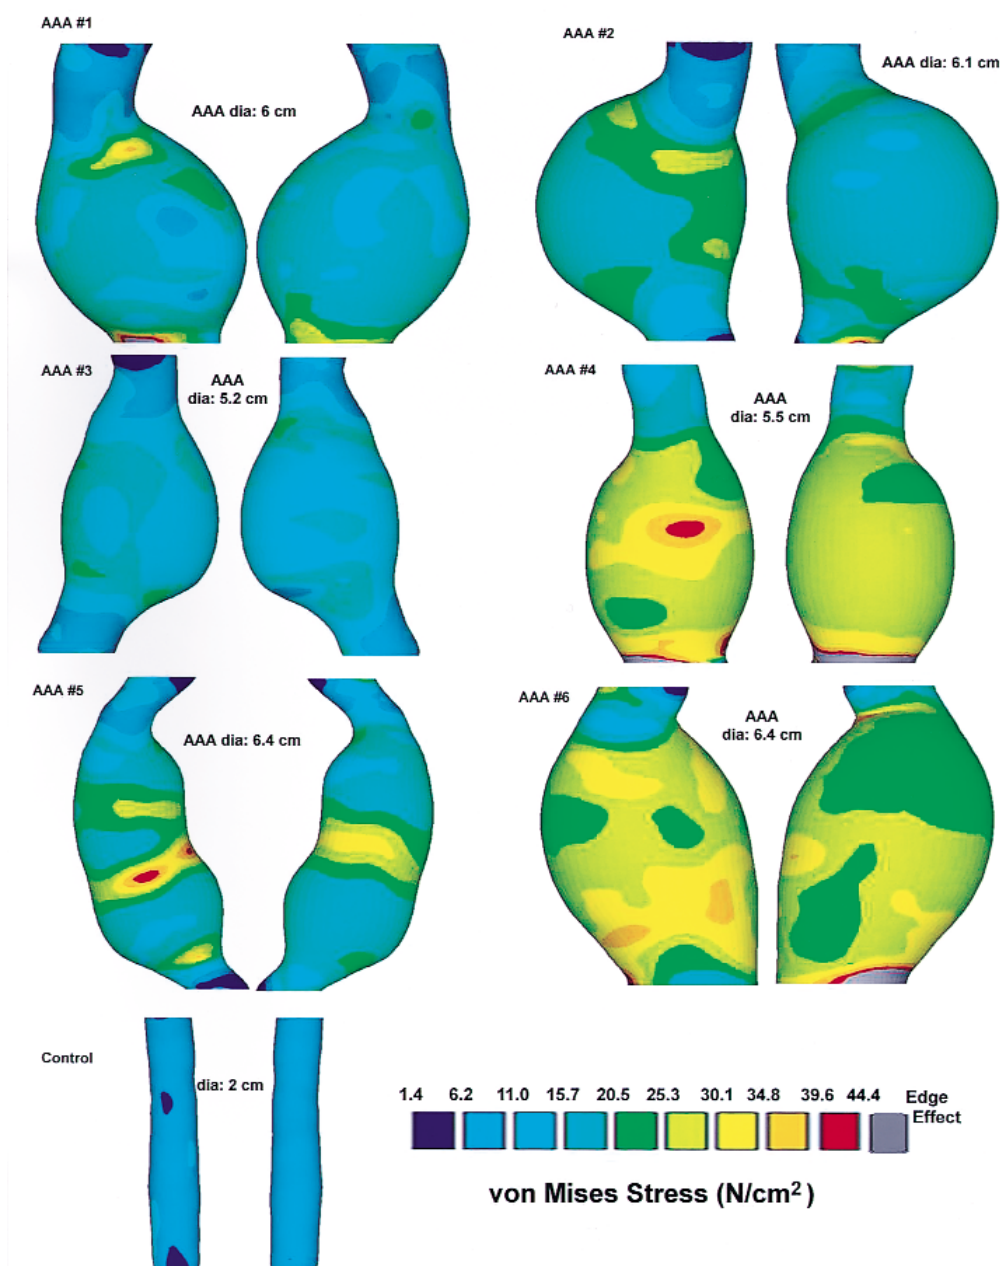 AAA #1
AAA dia: 6 cm
AAA #2
AAA dia: 6.1 cm
AAA #3
AAA
dia: 5.2 cm
AAA #4
AAA
dia: 5.5 cm
AAA #5
AAA dia: 6.4 cm
AAA #6
AAA
dia: 6.4 cm
Control
dia: 2 cm
1.4 6.2 11.0 15.7 20.5 25.3 30.1 34.8 39.6 44.4 Edge
Effect
von Mises Stress (N/cm²)